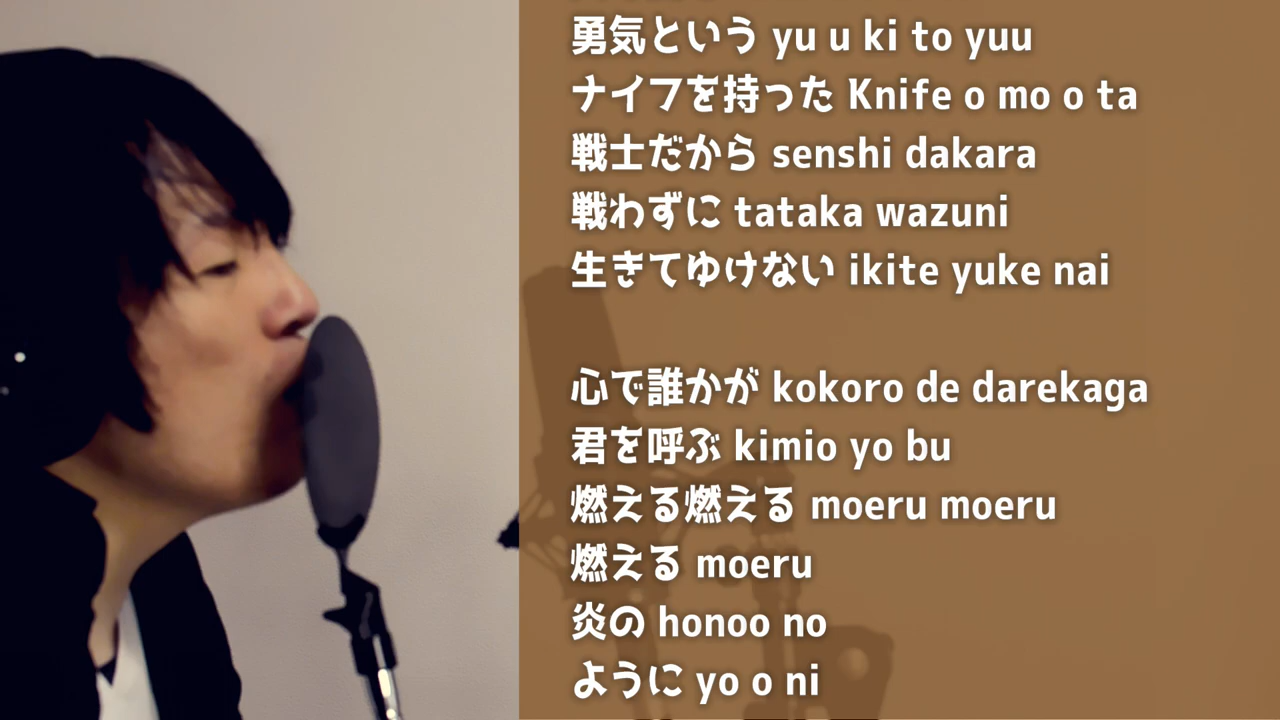 勇気という yu u ki to yuu
ナイフを持った Knife o mo o ta
戦士だから senshi dakara
戦わずに tataka wazuni
生きてゆけない ikite yuke nai
心で誰かが kokoro de darekaga
君を呼ぶ kimio yo bu
燃える燃える moeru moeru
燃える moeru
炎の honoo no
ように yo o ni